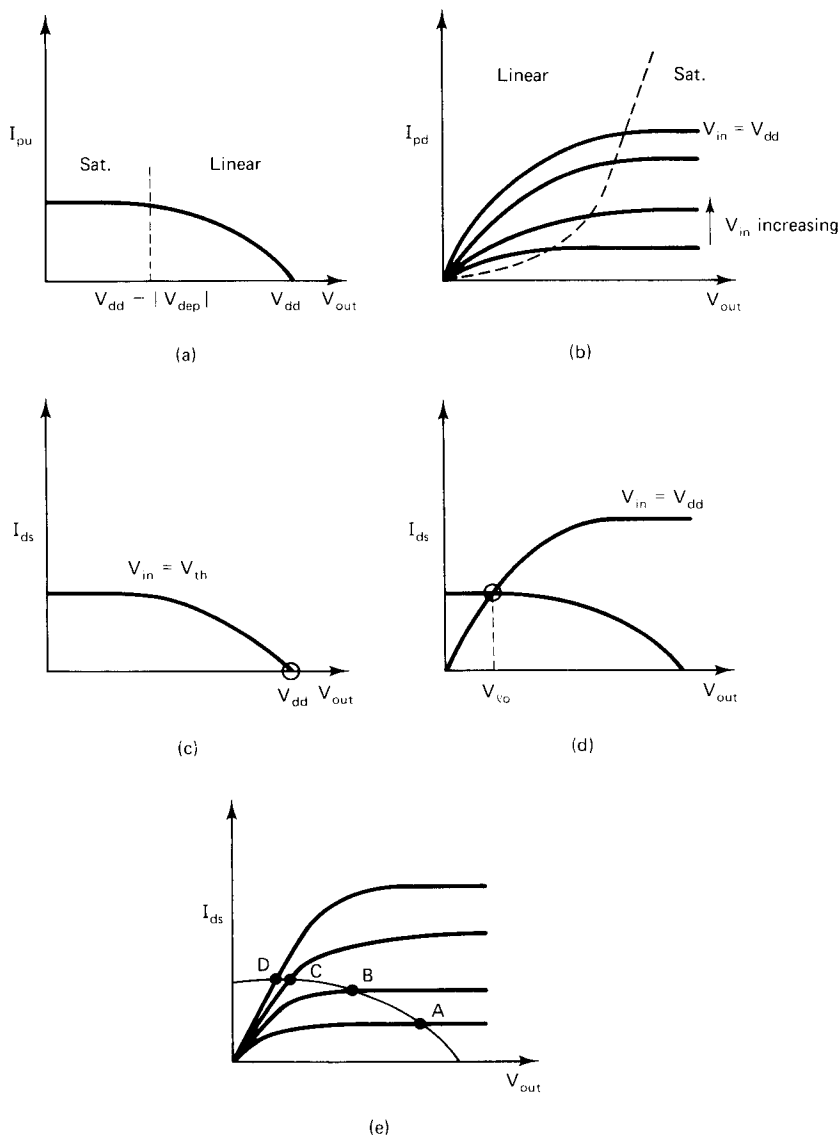 I_pu
Sat.
Linear
V_dd - | V_dep |
V_dd
V_out
(a)
I_pd
Linear
Sat.
V_in = V_dd
V_in increasing
V_out
(b)
I_ds
V_in = V_th
V_dd
V_out
(c)
I_ds
V_in = V_dd
V_ℓo
V_out
(d)
I_ds
D
C
B
A
V_out
(e)